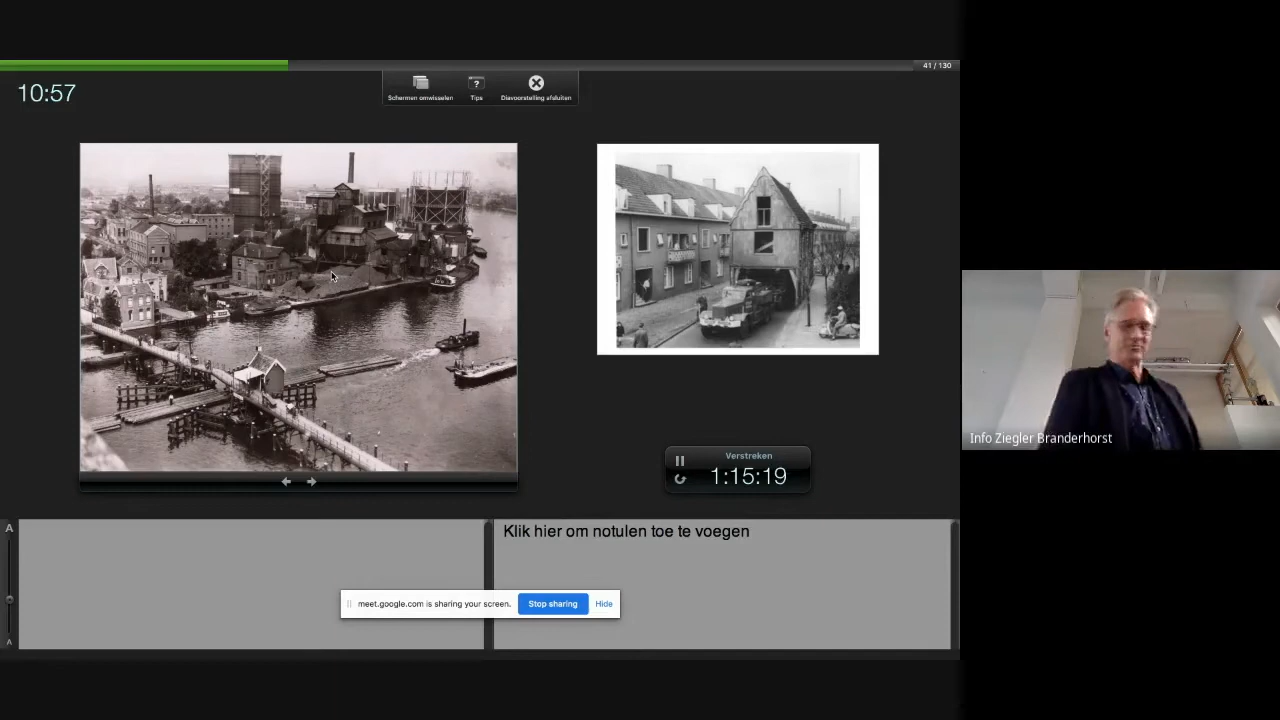 41 / 130
10:57
Schermen omwisselen
Tips
Diavoorstelling afsluiten
Verstreken
1:15:19
A
Klik hier om notulen toe te voegen
meet.google.com is sharing your screen.
Stop sharing
Hide
A
Info Ziegler Branderhorst